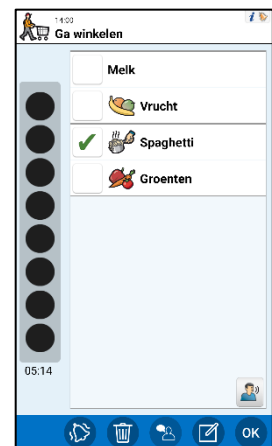 14:00
Ga winkelen
Melk
Vrucht
Spaghetti
Groenten
05:14
OK